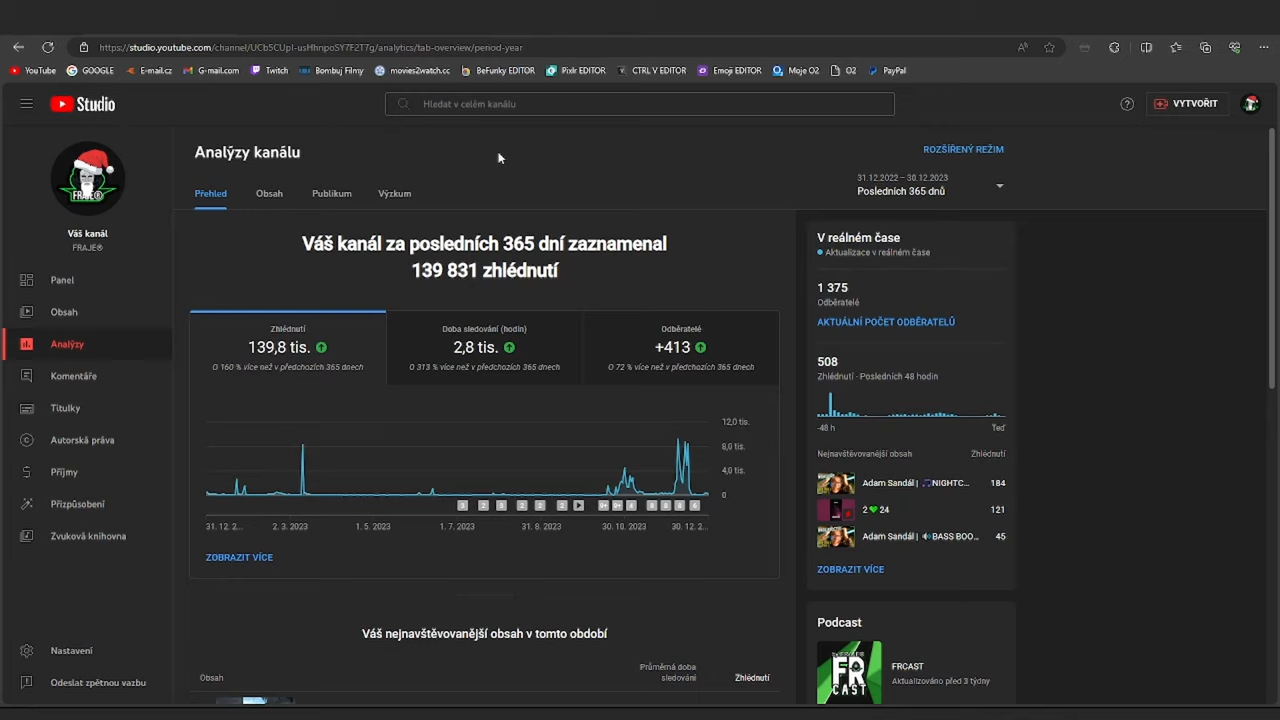 https://studio.youtube.com/channel/UCb5CUpI-usHhnpoSY7F2T7g/analytics/tab-overview/period-year
YouTube GOOGLE E-mail.cz G-mail.com Twitch Bombuj Filmy movies2watch.cc BeFunky EDITOR Pixlr EDITOR CTRL V EDITOR Emoji EDITOR Moje O2 O2 PayPal
Studio
Hledat v celém kanálu
VYTVOŘIT
FRAJE®
Váš kanál
FRAJE®
Panel
Obsah
Analýzy
Komentáře
Titulky
Autorská práva
Příjmy
Přizpůsobení
Zvuková knihovna
Nastavení
Odeslat zpětnou vazbu
Analýzy kanálu
ROZŠÍŘENÝ REŽIM
Přehled Obsah Publikum Výzkum
31.12.2022 – 30.12.2023
Posledních 365 dnů
Váš kanál za posledních 365 dní zaznamenal
139 831 zhlédnutí
Zhlédnutí
139,8 tis.
O 160 % více než v předchozích 365 dnech
Doba sledování (hodin)
2,8 tis.
O 313 % více než v předchozích 365 dnech
Odběratelé
+413
O 72 % více než v předchozích 365 dnech
12,0 tis.
8,0 tis.
4,0 tis.
0
31. 12. 2... 2. 3. 2023 1. 5. 2023 1. 7. 2023 31. 8. 2023 30. 10. 2023 30. 12. ...
ZOBRAZIT VÍCE
Váš nejnavštěvovanější obsah v tomto období
Obsah
Průměrná doba
sledování
Zhlédnutí
V reálném čase
Aktualizace v reálném čase
1 375
Odběratelé
AKTUÁLNÍ POČET ODBĚRATELŮ
508
Zhlédnutí · Posledních 48 hodin
-48 h Teď
Nejnavštěvovanější obsah Zhlédnutí
Adam Sandál | 🎵NIGHTC... 184
2💚24 121
Adam Sandál | 🔊BASS BOO... 45
ZOBRAZIT VÍCE
Podcast
FR
CAST
FRCAST
Aktualizováno před 3 týdny